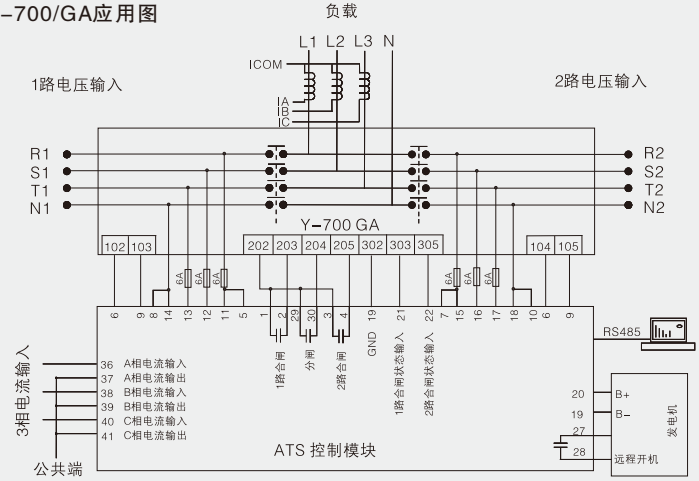 -700/GA应用图
负载
L1 L2 L3 N
ICOM
1路电压输入
2路电压输入
IA
IB
IC
R1
R2
S1
S2
T1
T2
N1
N2
Y-700 GA
102 103
202 203 204 205 302 303 305
104 105
6A 6A 6A
6A 6A 6A
6 9 8 14 13 12 11 5 1 2 29 30 3 4 19 21 22 7 15 16 17 18 10 6 9
1路合闸
分闸
2路合闸
GND
1路合闸状态输入
2路合闸状态输入
RS485
3相电流输入
36 A相电流输入
37 A相电流输出
38 B相电流输入
39 B相电流输出
40 C相电流输入
41 C相电流输出
公共端
ATS 控制模块
20 B+
19 B-
27
28 远程开机
发电机